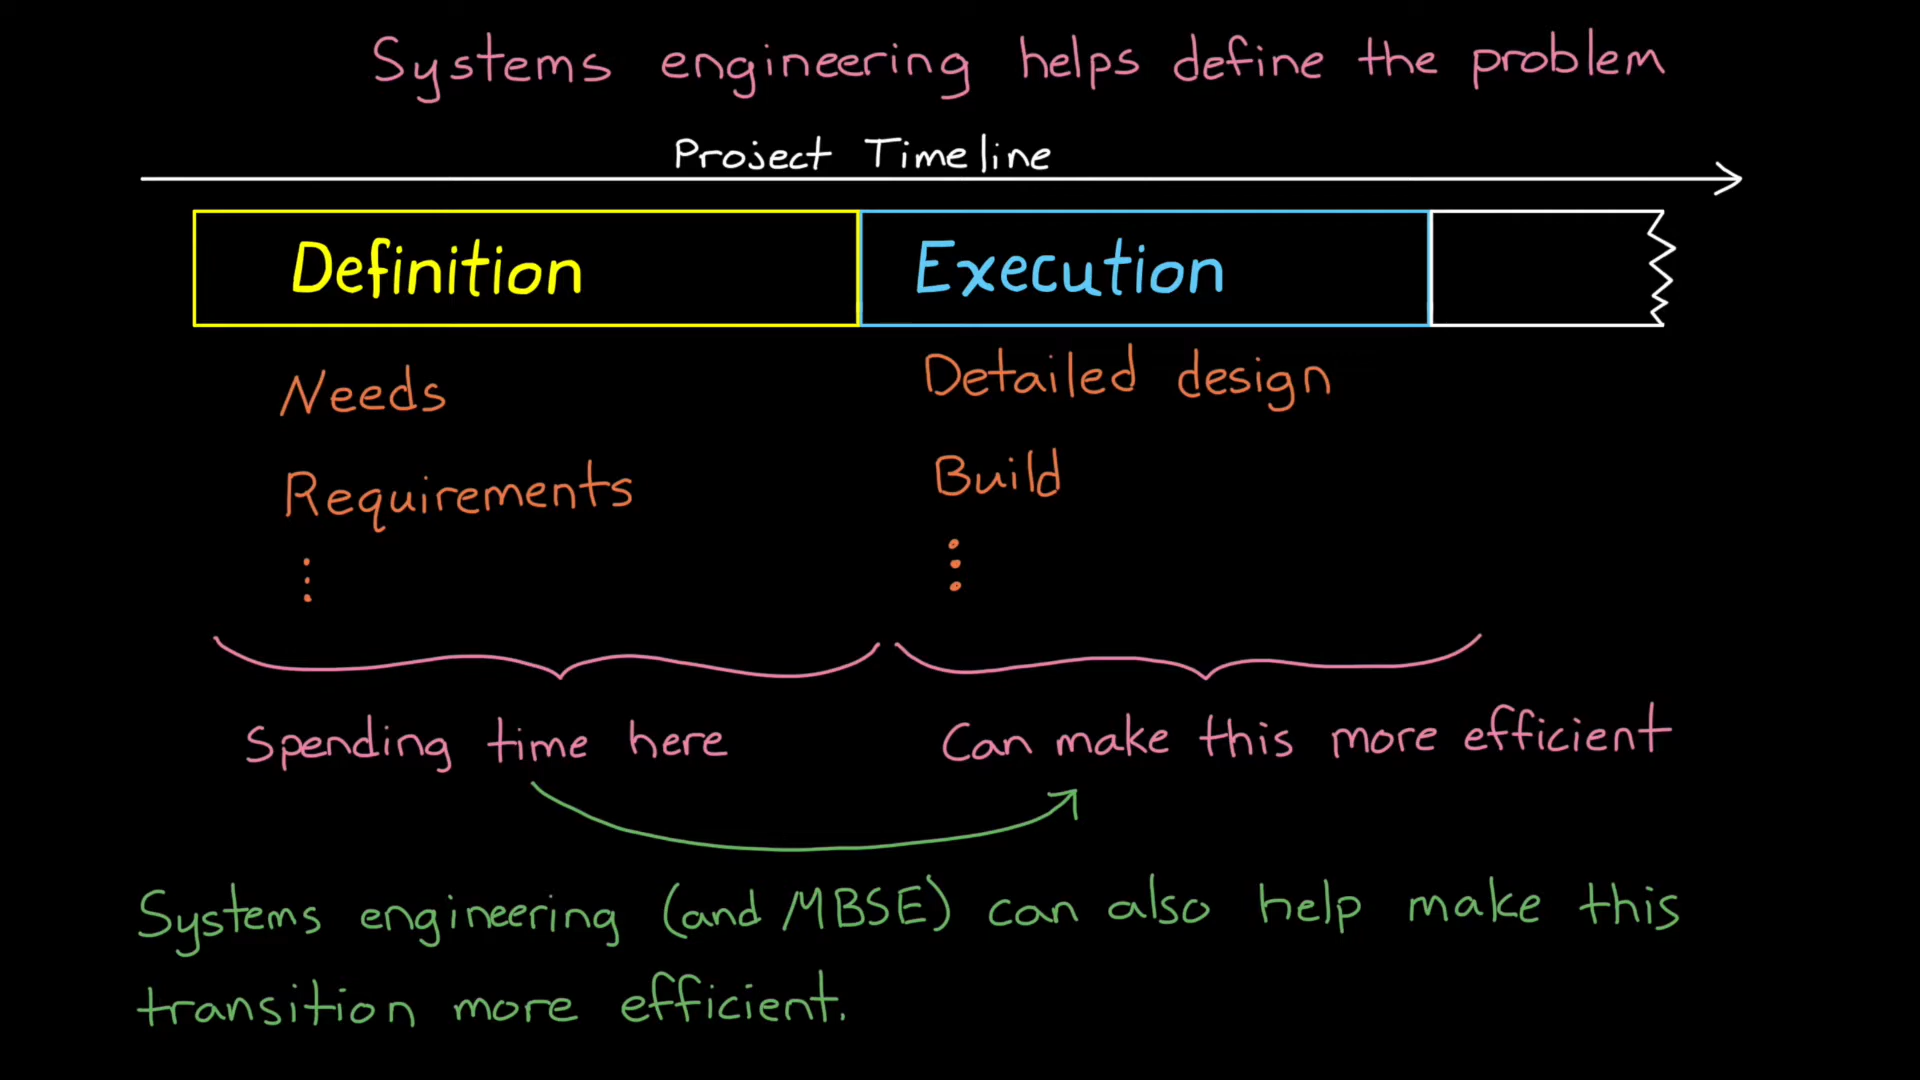 Systems engineering helps define the problem
Project Timeline
Definition
Execution
Needs
Requirements
Detailed design
Build
Spending time here
Can make this more efficient
Systems engineering (and MBSE) can also help make this
transition more efficient.